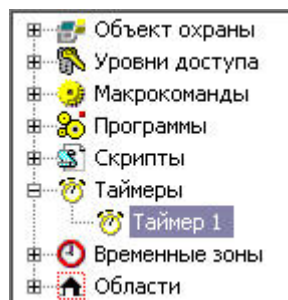 Объект охраны
Уровни доступа
Макрокоманды
Программы
Скрипты
Таймеры
Таймер 1
Временные зоны
Области